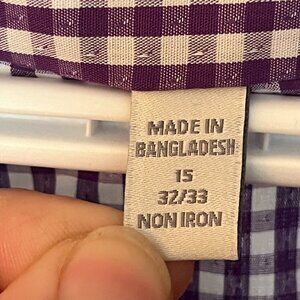 MADE IN
BANGLADESH
15
32/33
NON IRON